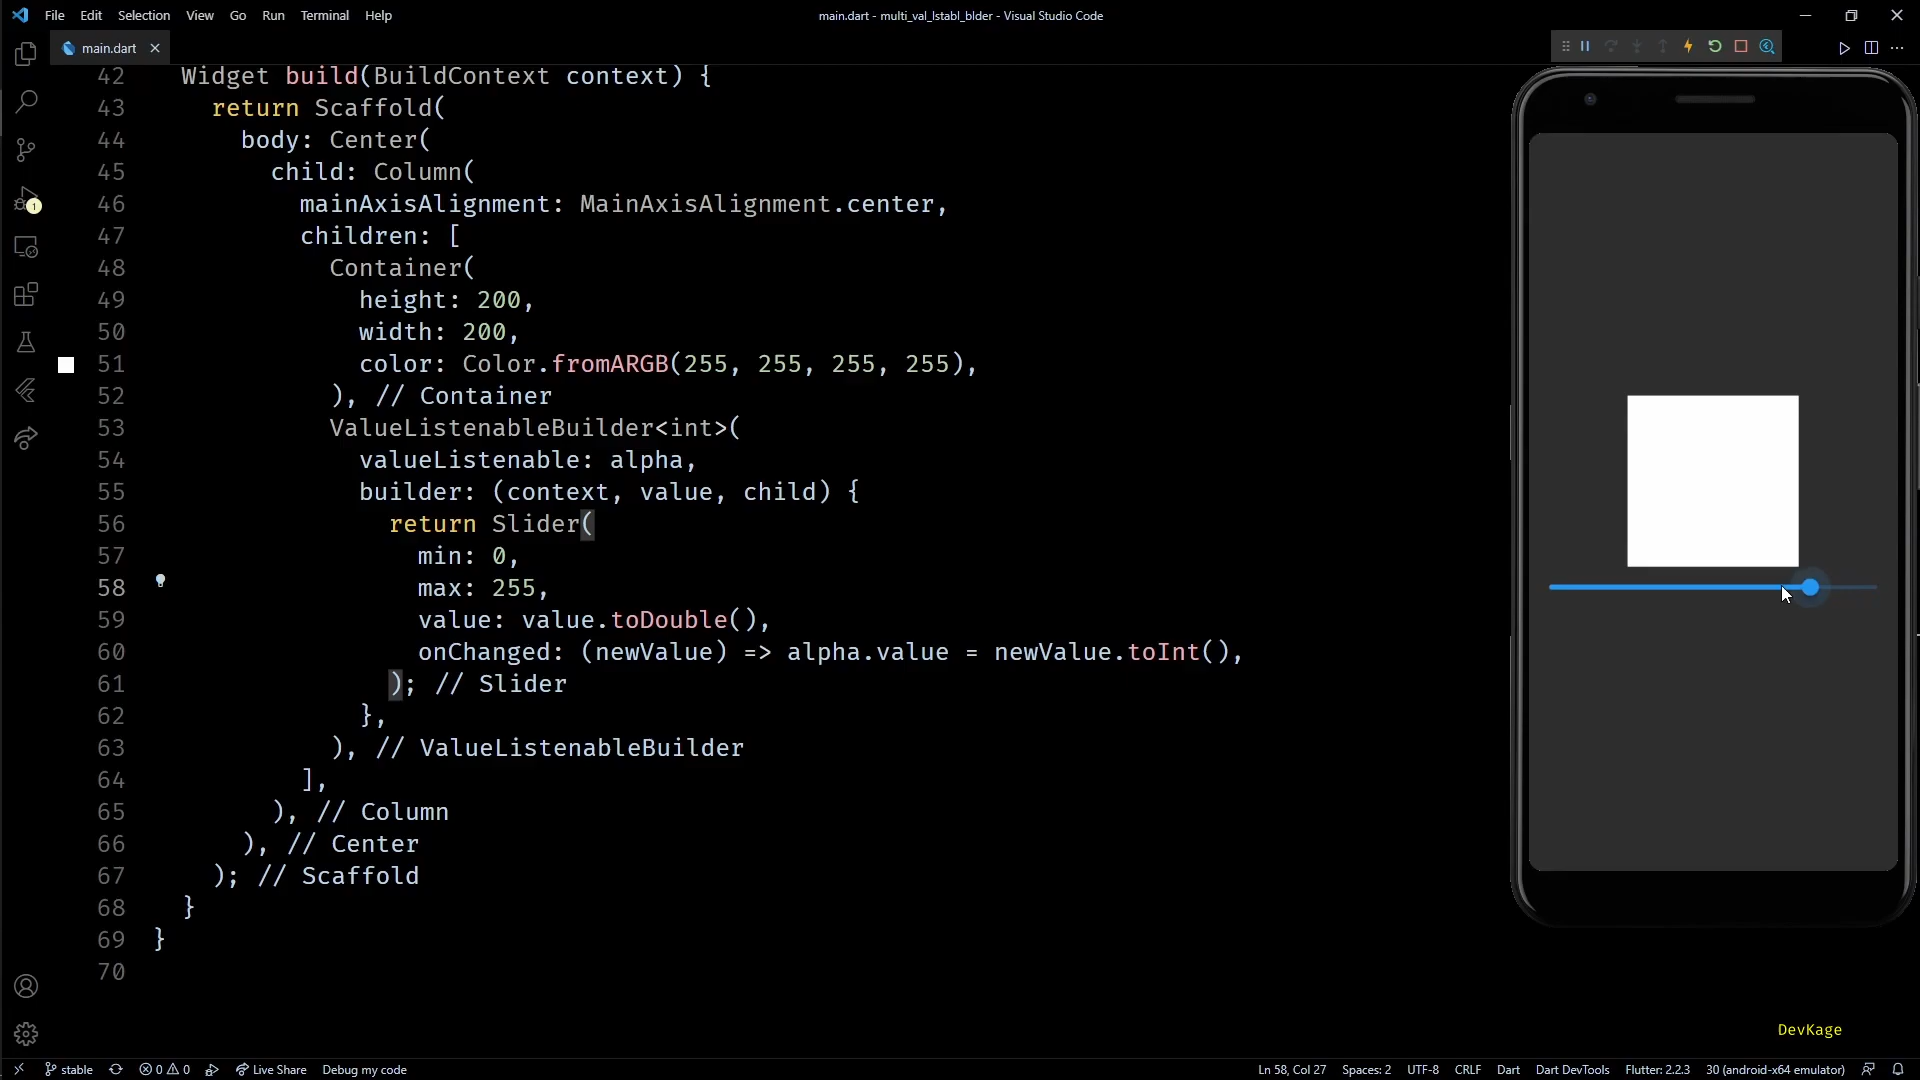 File Edit Selection View Go Run Terminal Help
main.dart - multi_val_lstabl_blder - Visual Studio Code
main.dart
42 Widget build(BuildContext context) {
43 return Scaffold(
44 body: Center(
45 child: Column(
46 mainAxisAlignment: MainAxisAlignment.center,
47 children: [
48 Container(
49 height: 200,
50 width: 200,
51 color: Color.fromARGB(255, 255, 255, 255),
52 ), // Container
53 ValueListenableBuilder<int>(
54 valueListenable: alpha,
55 builder: (context, value, child) {
56 return Slider(
57 min: 0,
58 max: 255,
59 value: value.toDouble(),
60 onChanged: (newValue) => alpha.value = newValue.toInt(),
61 ); // Slider
62 },
63 ), // ValueListenableBuilder
64 ],
65 ), // Column
66 ), // Center
67 ); // Scaffold
68 }
69 }
70
1
DevKage
stable 0 0 Live Share Debug my code Ln 58, Col 27 Spaces: 2 UTF-8 CRLF Dart Dart DevTools Flutter: 2.2.3 30 (android-x64 emulator)